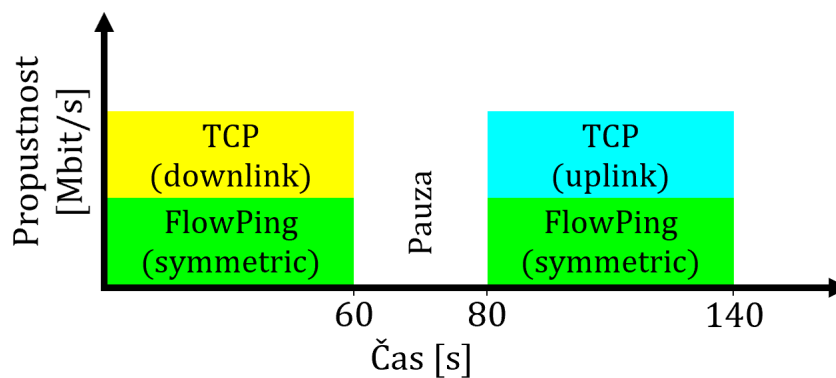 Propustnost
[Mbit/s]
TCP
(downlink)
FlowPing
(symmetric)
Pauza
TCP
(uplink)
FlowPing
(symmetric)
60
80
140
Čas [s]